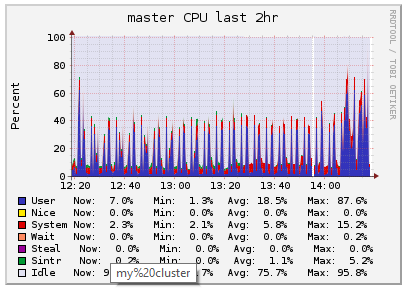 master CPU last 2hr
RRDTOOL / TOBI OETIKER
Percent
100
80
60
40
20
0
12:20 12:40 13:00 13:20 13:40 14:00
User Now: 7.0% Min: 1.3% Avg: 18.5% Max: 87.6%
Nice Now: 0.0% Min: 0.0% Avg: 0.0% Max: 0.0%
System Now: 2.3% Min: 2.1% Avg: 5.8% Max: 15.2%
Wait Now: 0.0% Min: 0.0% Avg: 0.0% Max: 0.2%
Steal Now: 0.0% Min: 0.0% Avg: 0.0% Max: 0.0%
Sintr Now: 0.1% Avg: 1.1% Max: 5.2%
Idle Now: 9 7% Avg: 75.7% Max: 95.8%
my%20cluster